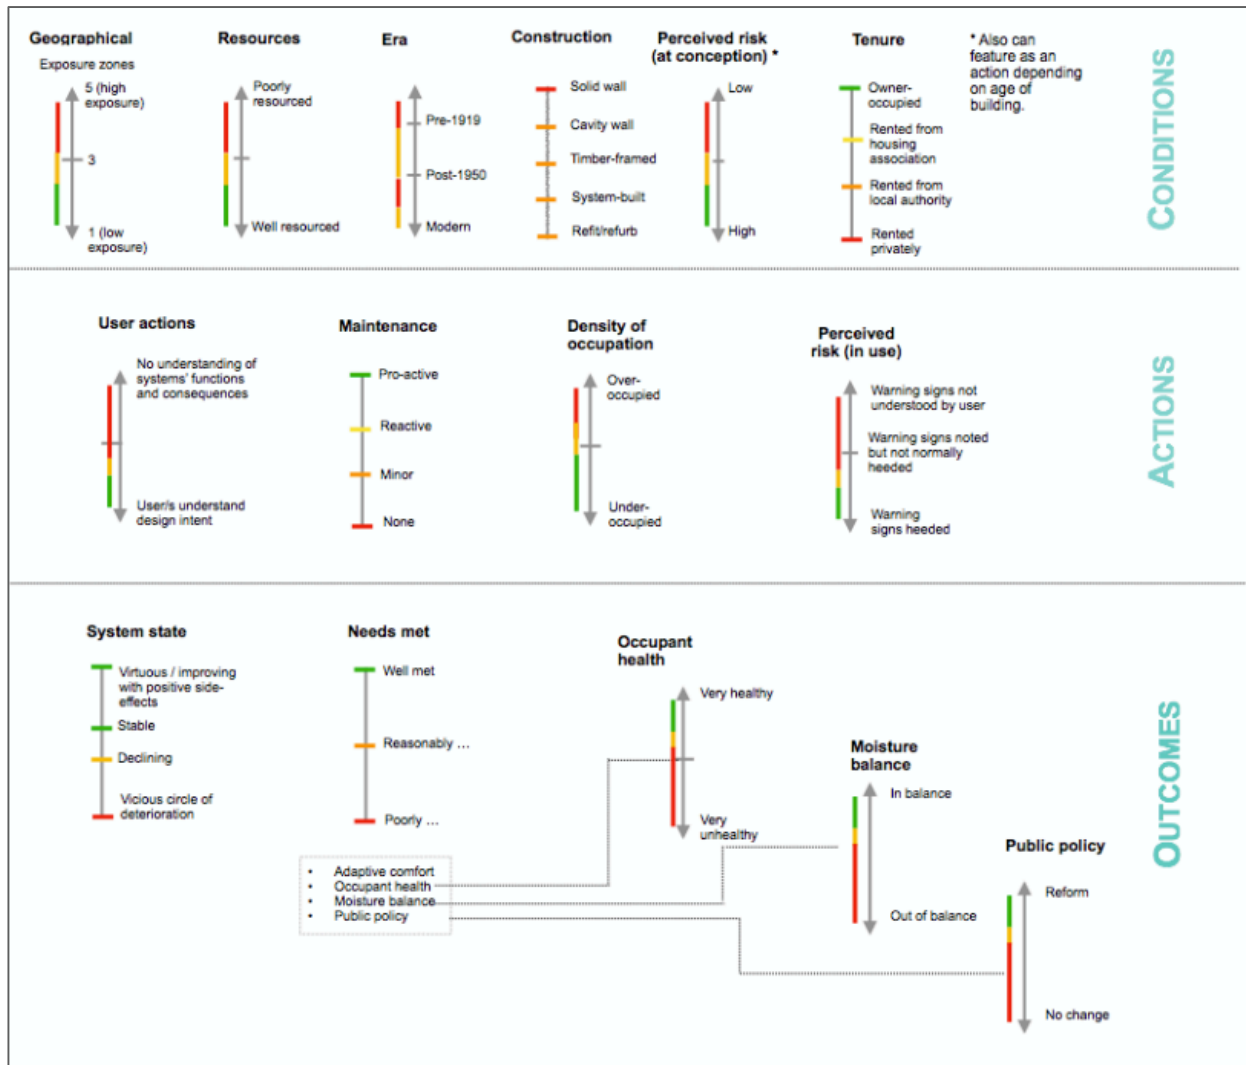 Geographical
Exposure zones
5 (high
exposure)
3
1 (low
exposure)
Resources
Poorly
resourced
Well resourced
Era
Pre-1919
Post-1950
Modern
Construction
Solid wall
Cavity wall
Timber-framed
System-built
Refit/refurb
Perceived risk
(at conception) *
Low
High
Tenure
Owner-
occupied
Rented from
housing
association
Rented from
local authority
Rented
privately
* Also can
feature as an
action depending
on age of
building.
CONDITIONS
User actions
No understanding of
systems' functions
and consequences
User/s understand
design intent
Maintenance
Pro-active
Reactive
Minor
None
Density of
occupation
Over-
occupied
Under-
occupied
Perceived
risk (in use)
Warning signs not
understood by user
Warning signs noted
but not normally
heeded
Warning
signs heeded
ACTIONS
System state
Virtuous / improving
with positive side-
effects
Stable
Declining
Vicious circle of
deterioration
Needs met
Well met
Reasonably ...
Poorly ...
• Adaptive comfort
• Occupant health
• Moisture balance
• Public policy
Occupant
health
Very healthy
Very
unhealthy
Moisture
balance
In balance
Out of balance
Public policy
Reform
No change
OUTCOMES